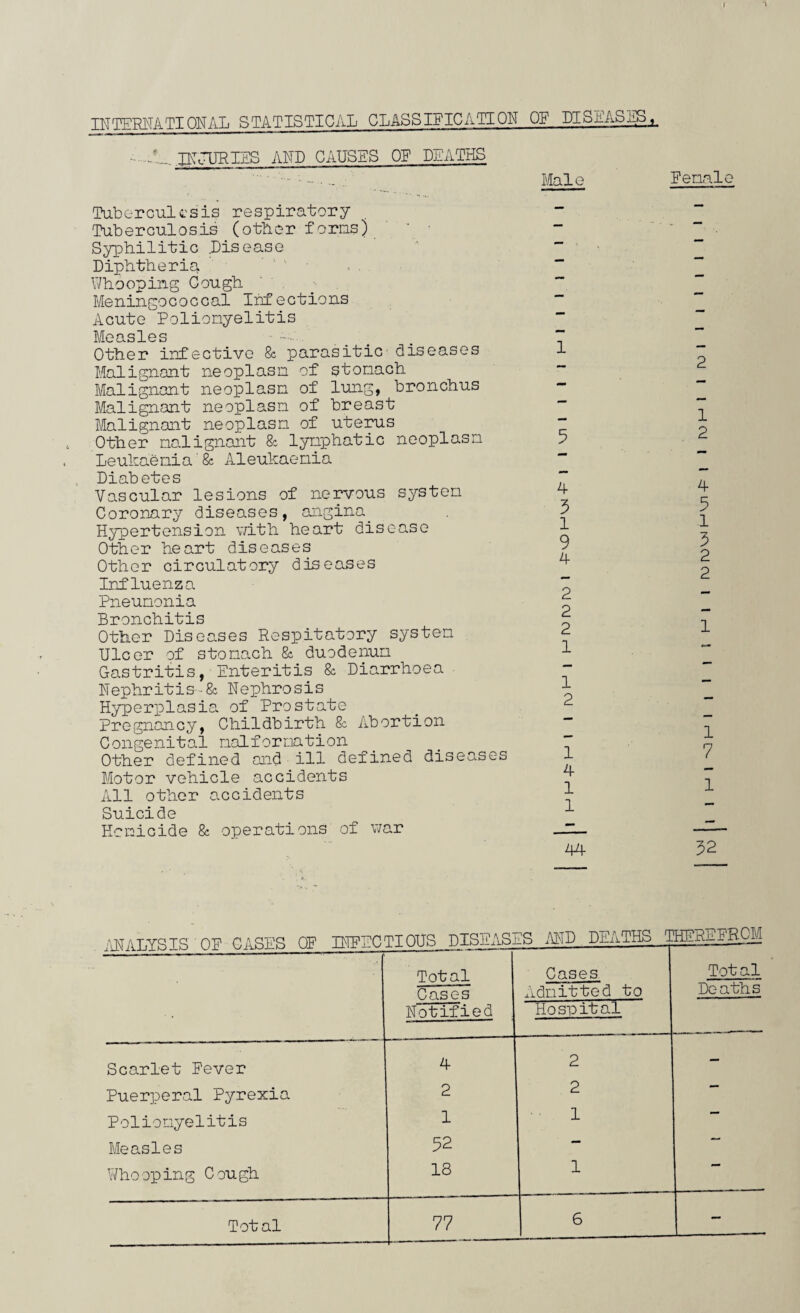 INTERNATIONAL STATISTICAL CLASSIFICATION OF DISEASES,
INJURIES AND CAUSES OF DEATHS
Male Female
Tuberculosis respiratory - -
Tuberculosis (other forms) - -
Syphilitic Disease - -
Diphtheria - -
Whooping Cough - -
Meningococcal Infections - -
Acute Poliomyelitis - -
Measles - -
Other infective & parasitic diseases 1 -
Malignant neoplasm of stomach - 2
Malignant neoplasm of lung, bronchus - -
Malignant neoplasm of breast - -
Malignant neoplasm of uterus - 1
Other malignant & lymphatic neoplasm 5 2
Leukaemia & Aleukaemia - -
Diabetes - -
Vascular lesions of nervous system 4 4
Coronary diseases, angina 3 5
Hypertension with heart disease 1 1
Other heart diseases 9 3
Other circulatory diseases 4 2
Influenza - 2
Pneumonia 2 -
Bronchitis 2 -
Other Diseases Respitatory system 2 1
Ulcer of stomach & duodenum 1 -
Gastritis, Enteritis & Diarrhoea - -
Nephritis & Nephrosis 1 -
Hyperplasia of Prostate 2 -
Pregnancy, Childbirth & Abortion - -
Congenital malformation - 1
Other defined and ill defined diseases 1 7
Motor vehicle accidents 4 -
All other accidents 1 1
Suicide 1 -
Homicide & operations of war - -
44 32
ANALYSIS OF CASES OF INFECTIOUS DISEASES AND DEATHS THEREFROM
Total Cases Notified Cases Admitted to Hospital Total Deaths
Scarlet Fever 4 2 -
Puerperal Pyrexia 2 2 -
Poliomyelitis 1 1 -
Measles 52 - -
Whooping Cough 18 1 -
Total 77 6 -